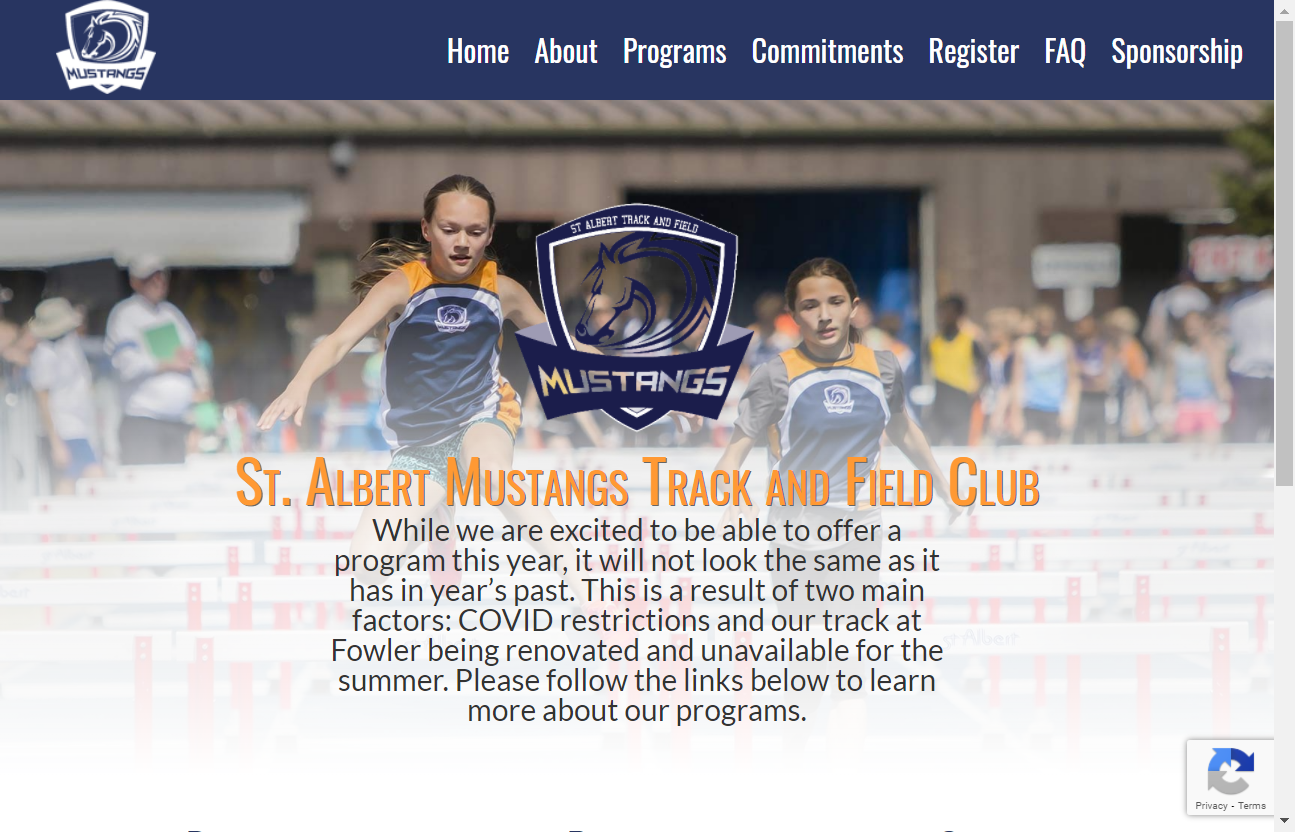 MUSTANGS
Home About Programs Commitments Register FAQ Sponsorship
ST ALBERT TRACK AND FIELD
MUSTANGS
MUSTANGS
MUSTANGS
St. Albert Mustangs Track and Field Club
While we are excited to be able to offer a
program this year, it will not look the same as it
has in year’s past. This is a result of two main
factors: COVID restrictions and our track at
Fowler being renovated and unavailable for the
summer. Please follow the links below to learn
more about our programs.
st Albert
Privacy - Terms